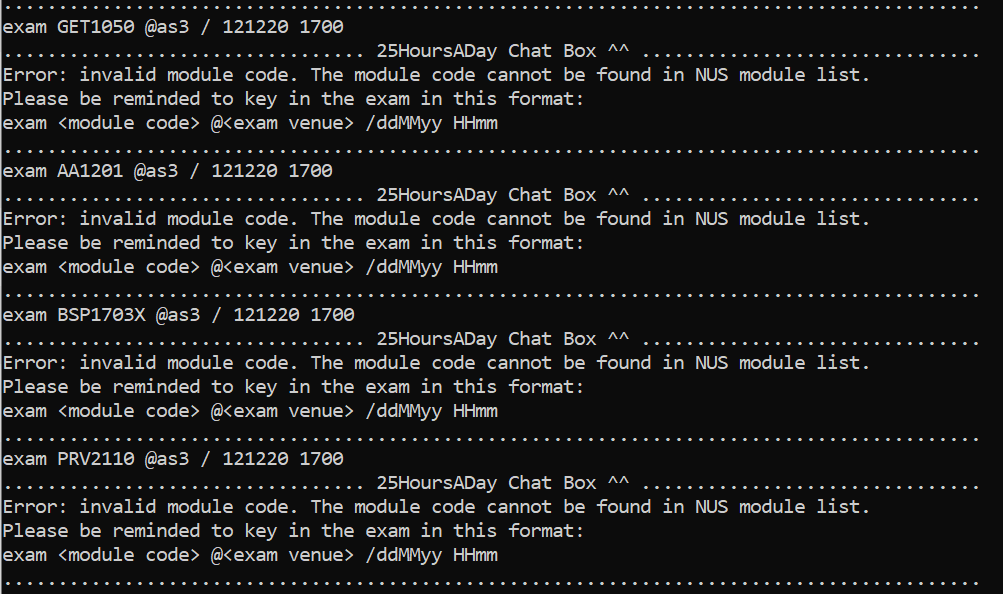 ..........................................................................................
exam GET1050 @as3 / 121220 1700
................................. 25HoursADay Chat Box ^^ ...............................
Error: invalid module code. The module code cannot be found in NUS module list.
Please be reminded to key in the exam in this format:
exam <module code> @<exam venue> /ddMMyy HHmm
..........................................................................................
exam AA1201 @as3 / 121220 1700
................................. 25HoursADay Chat Box ^^ ...............................
Error: invalid module code. The module code cannot be found in NUS module list.
Please be reminded to key in the exam in this format:
exam <module code> @<exam venue> /ddMMyy HHmm
..........................................................................................
exam BSP1703X @as3 / 121220 1700
................................. 25HoursADay Chat Box ^^ ...............................
Error: invalid module code. The module code cannot be found in NUS module list.
Please be reminded to key in the exam in this format:
exam <module code> @<exam venue> /ddMMyy HHmm
..........................................................................................
exam PRV2110 @as3 / 121220 1700
................................. 25HoursADay Chat Box ^^ ...............................
Error: invalid module code. The module code cannot be found in NUS module list.
Please be reminded to key in the exam in this format:
exam <module code> @<exam venue> /ddMMyy HHmm
..........................................................................................